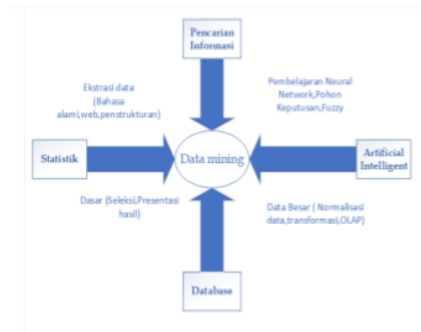 Pencarian
Informasi
Ekstrasi data
(Bahasa
alami,web,penstrukturan)
Pembelajaran Neural
Network,Pohon
Keputusan,Fuzzy
Statistik
Data mining
Artificial
Intelligent
Dasar (Seleksi,Presentasi
hasil)
Data Besar ( Normalisasi
data,transformasi,OLAP)
Database